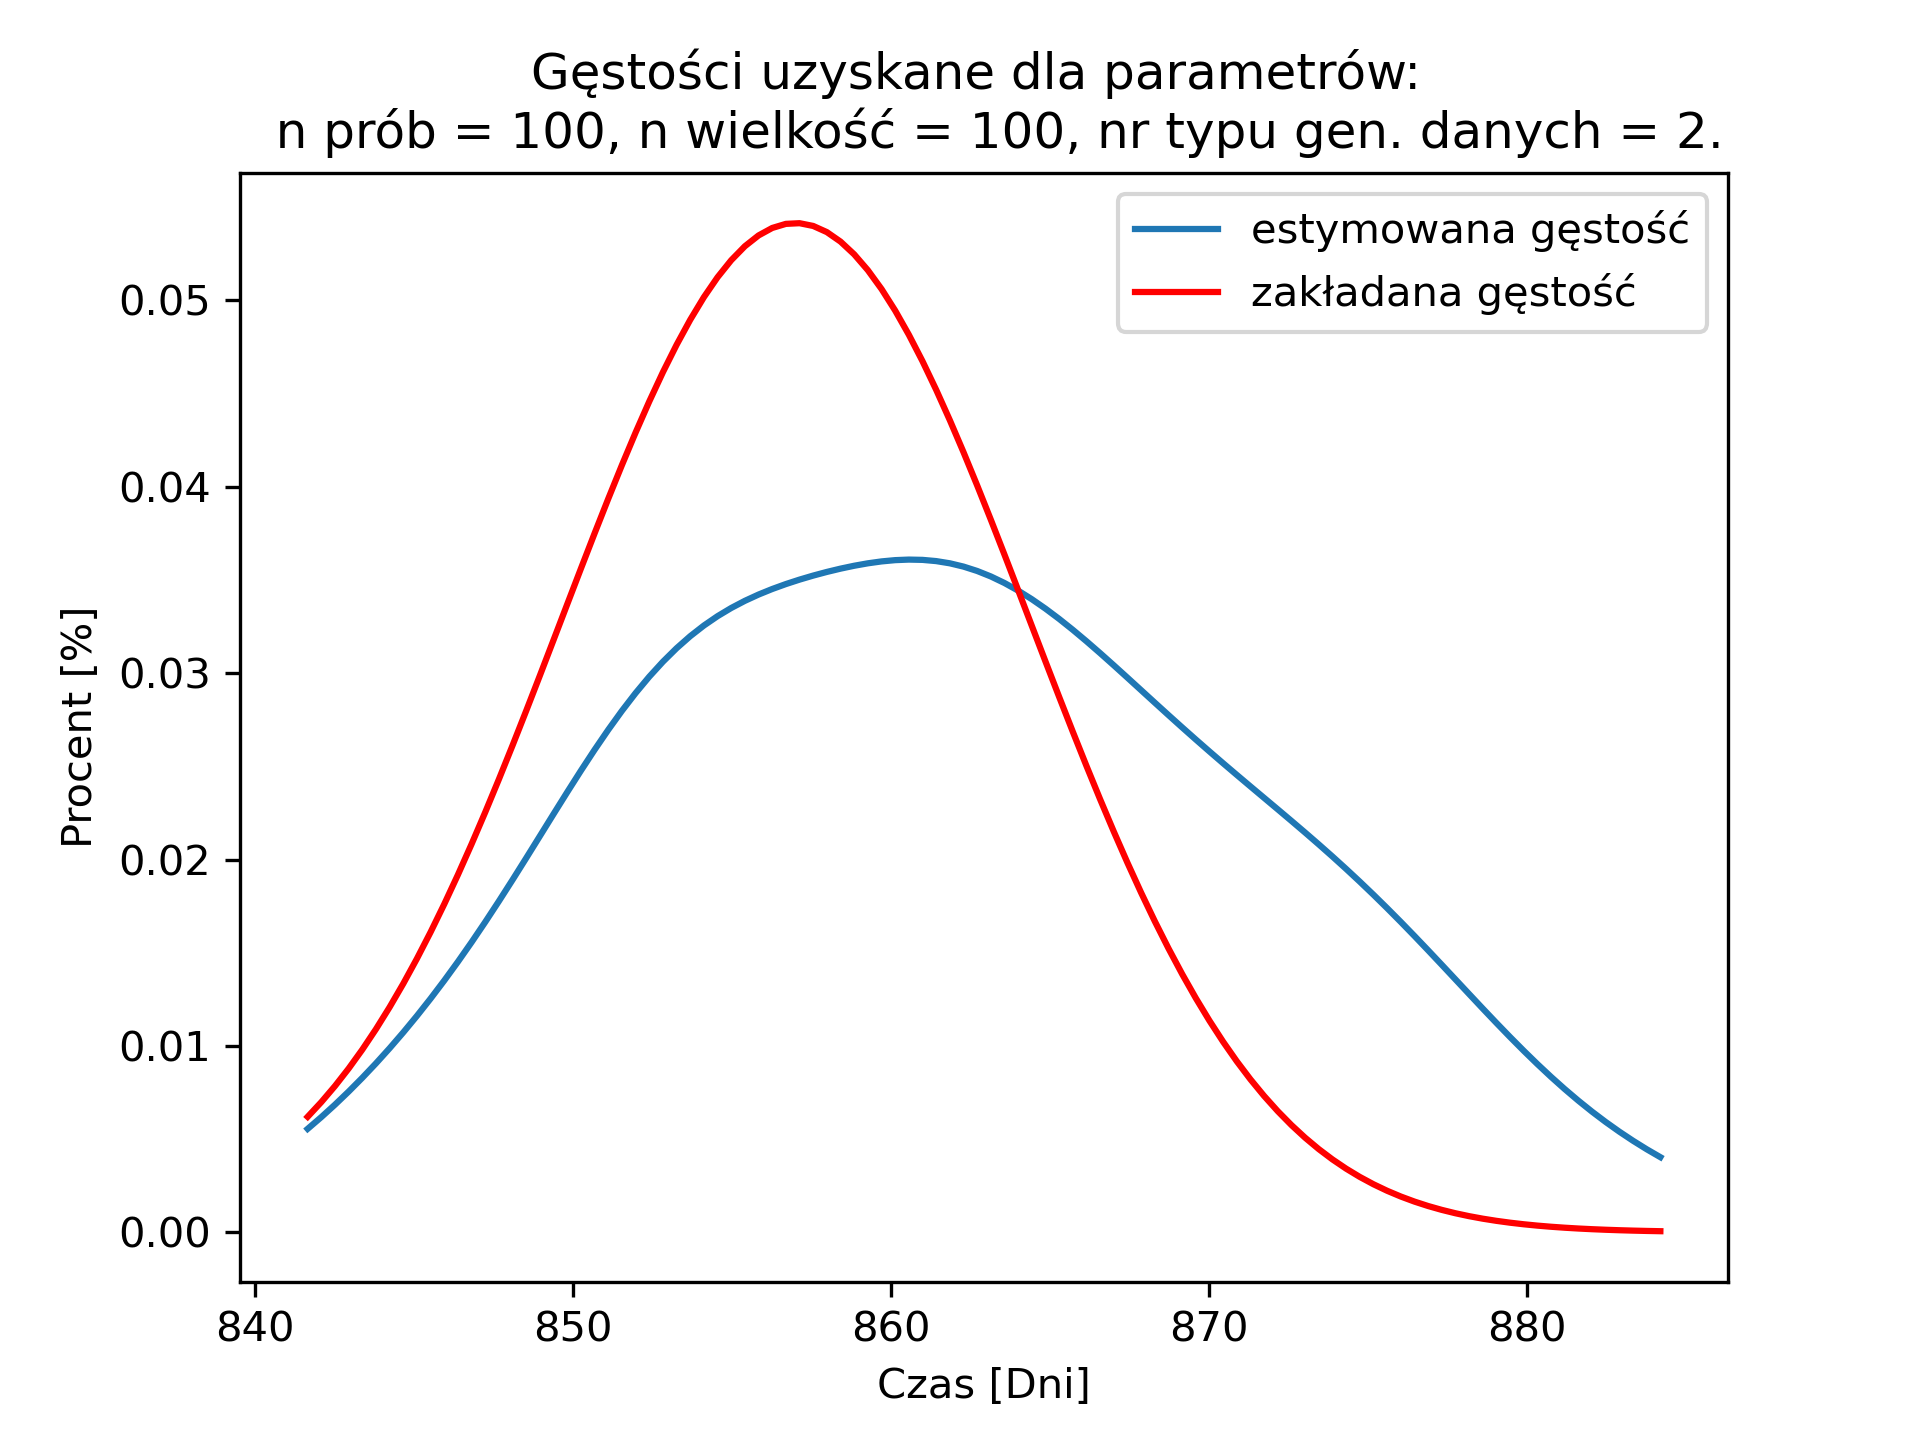 Gęstości uzyskane dla parametrów:
n prób = 100, n wielkość = 100, nr typu gen. danych = 2.
estymowana gęstość
zakładana gęstość
0.05
0.04
0.03
0.02
0.01
0.00
Procent [%]
840 850 860 870 880
Czas [Dni]